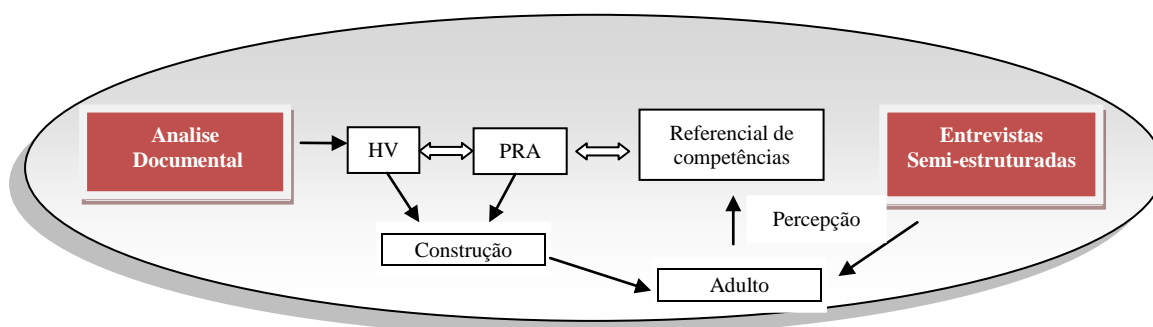 Analise
Documental
HV
PRA
Referencial de
competências
Entrevistas
Semi-estruturadas
Percepção
Construção
Adulto